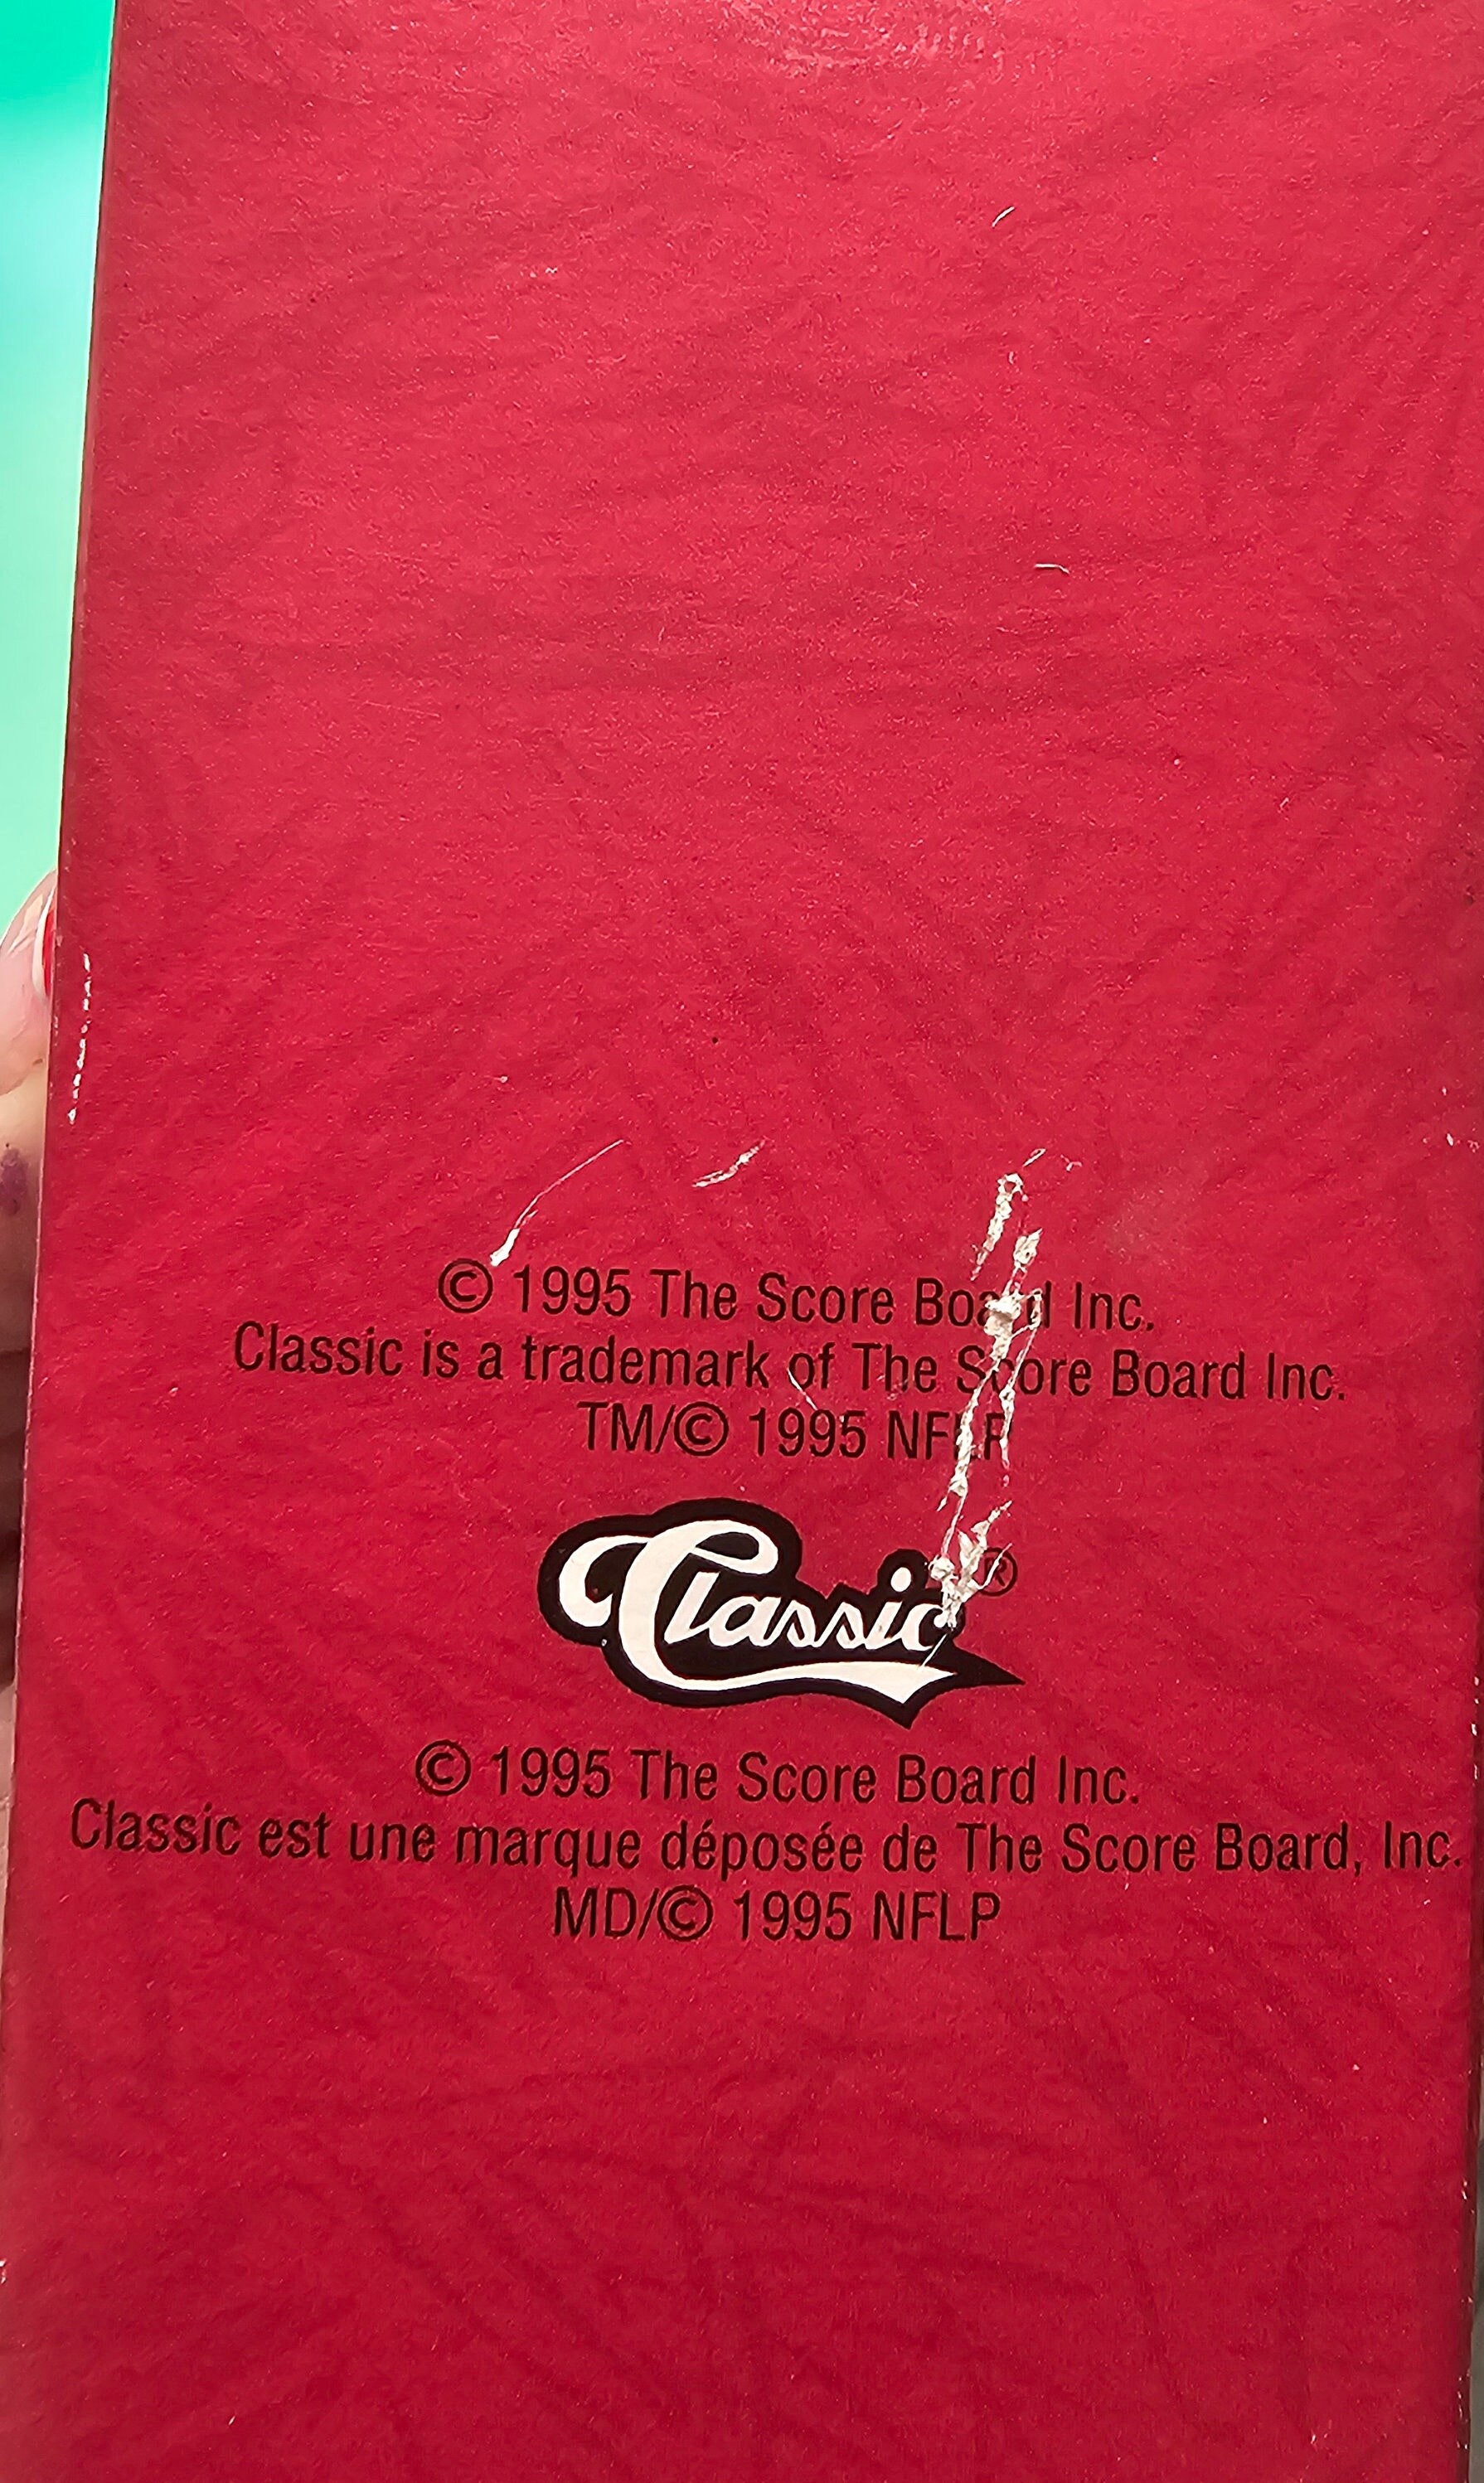 © 1995 The Score Board Inc.
Classic is a trademark of The Score Board Inc.
TM/© 1995 NFLP
Classic ®
© 1995 The Score Board Inc.
Classic est une marque déposée de The Score Board, Inc.
MD/© 1995 NFLP